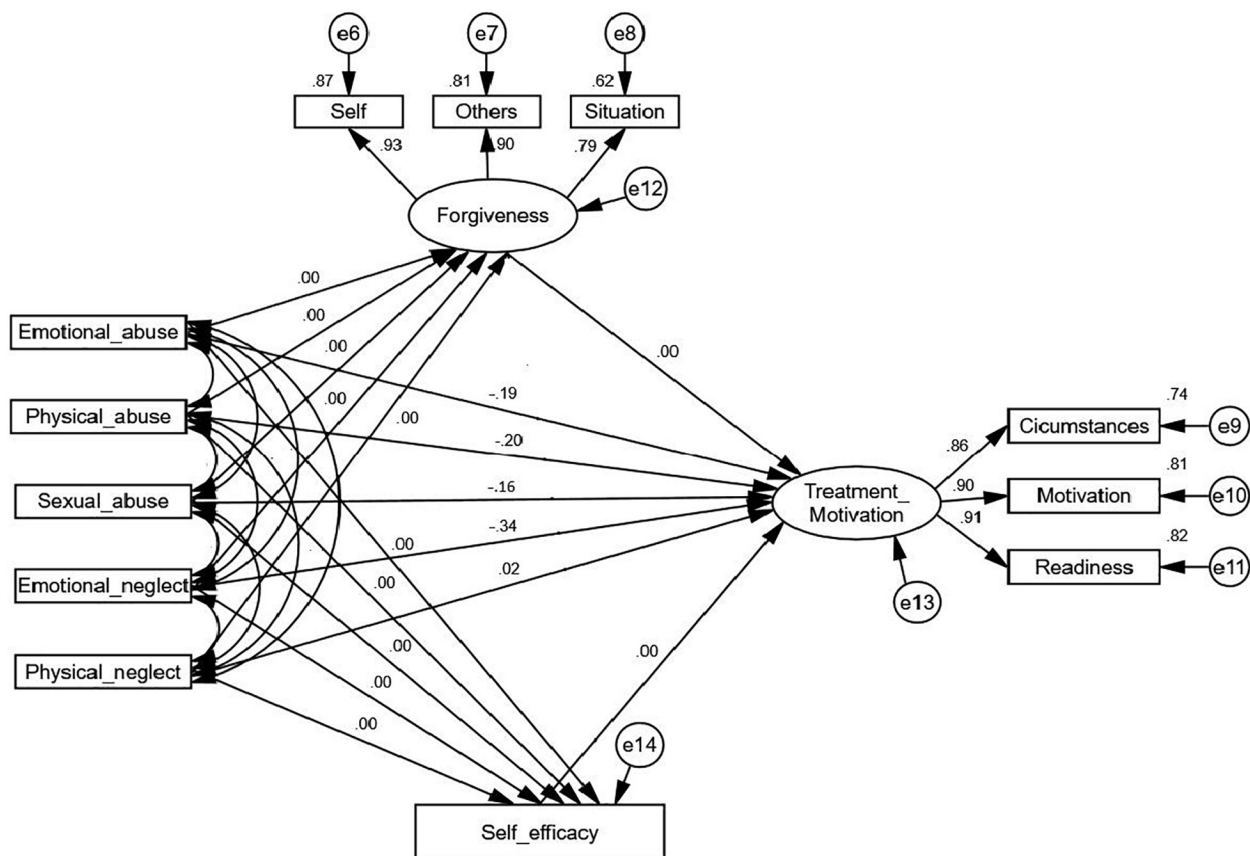 e6
e7
e8
.87
.81
.62
Self
Others
Situation
.93
.90
.79
e12
Forgiveness
.00
.00
.00
.00
.00
Emotional_abuse
Physical_abuse
Sexual_abuse
Emotional_neglect
Physical_neglect
.00
-.19
-.20
-.16
-.34
.02
.00
.00
.00
.00
.00
.00
Treatment_
Motivation
e13
.86
.90
.91
.74
Cicumstances
e9
.81
Motivation
e10
.82
Readiness
e11
e14
Self_efficacy